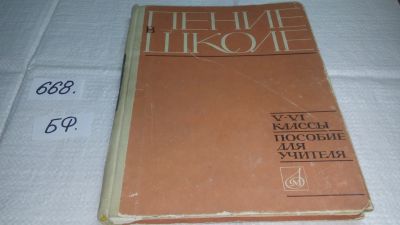 ПЕНИЕ
В
ШКОЛЕ
V-VI
КЛАССЫ
ПОСОБИЕ
ДЛЯ
УЧИТЕЛЯ
668.
БФ.